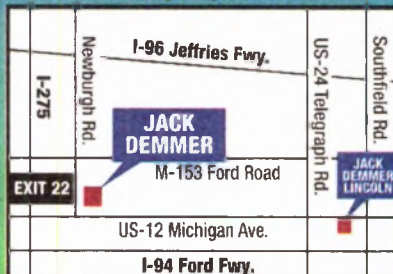 I-96 Jeffries Fwy.
I-275
Newburgh Rd.
US-24 Telegraph Rd.
Southfield Rd.
JACK
DEMMER
M-153 Ford Road
JACK
DEMMER
LINCOLN
EXIT 22
US-12 Michigan Ave.
I-94 Ford Fwy.